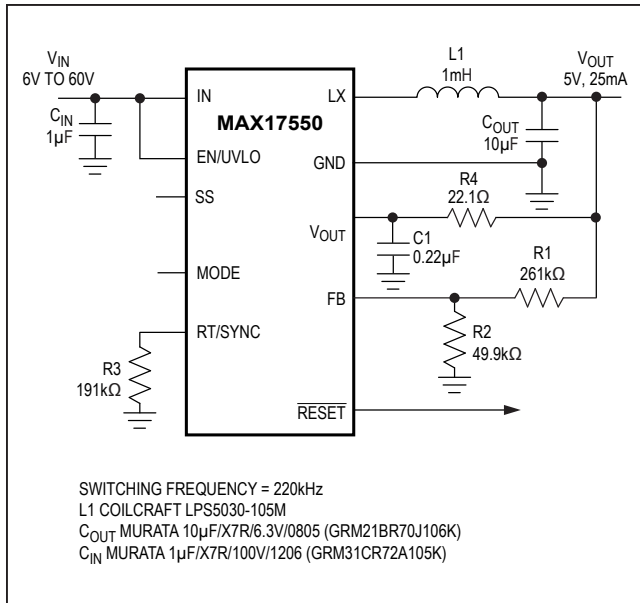 V_IN
6V TO 60V
C_IN
1µF
IN
EN/UVLO
SS
MODE
RT/SYNC
R3
191kΩ
MAX17550
LX
GND
V_OUT
FB
RESET
L1
1mH
V_OUT
5V, 25mA
C_OUT
10µF
R4
22.1Ω
C1
0.22µF
R1
261kΩ
R2
49.9kΩ
SWITCHING FREQUENCY = 220kHz
L1 COILCRAFT LPS5030-105M
C_OUT MURATA 10µF/X7R/6.3V/0805 (GRM21BR70J106K)
C_IN MURATA 1µF/X7R/100V/1206 (GRM31CR72A105K)